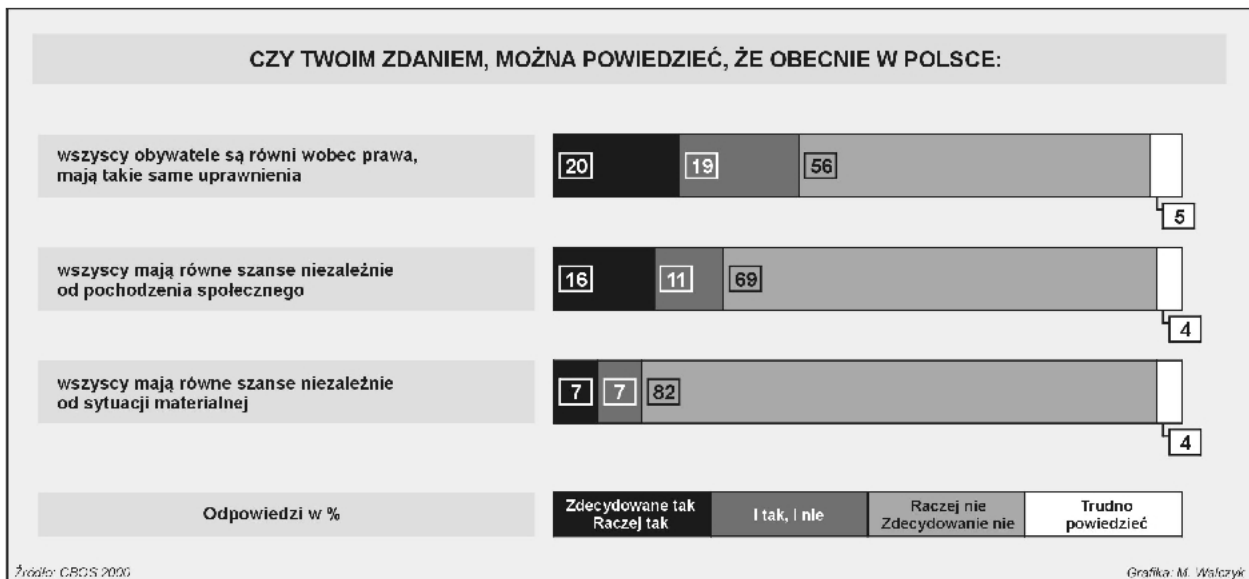 CZY TWOIM ZDANIEM, MOŻNA POWIEDZIEĆ, ŻE OBECNIE W POLSCE:
wszyscy obywatele są równi wobec prawa,
mają takie same uprawnienia
20 19 56
5
wszyscy mają równe szanse niezależnie
od pochodzenia społecznego
16 11 69
4
wszyscy mają równe szanse niezależnie
od sytuacji materialnej
7 7 82
4
Odpowiedzi w %
Zdecydowane tak
Raczej tak
I tak, I nie
Raczej nie
Zdecydowanie nie
Trudno
powiedzieć
Źródło: CBOS 2000
Grafika: M. Walczyk